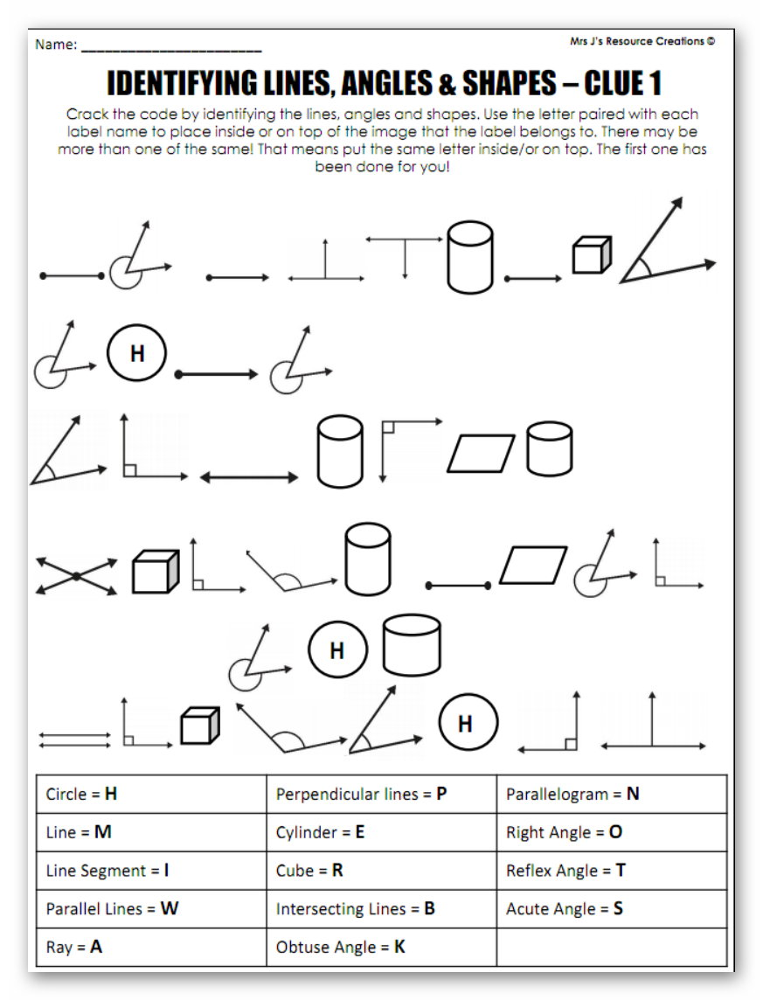 Name: _______________________
Mrs J's Resource Creations ©
IDENTIFYING LINES, ANGLES & SHAPES – CLUE 1
Crack the code by identifying the lines, angles and shapes. Use the letter paired with each
label name to place inside or on top of the image that the label belongs to. There may be
more than one of the same! That means put the same letter inside/or on top. The first one has
been done for you!
H
H
H
Circle = H
Perpendicular lines = P
Parallelogram = N
Line = M
Cylinder = E
Right Angle = O
Line Segment = I
Cube = R
Reflex Angle = T
Parallel Lines = W
Intersecting Lines = B
Acute Angle = S
Ray = A
Obtuse Angle = K